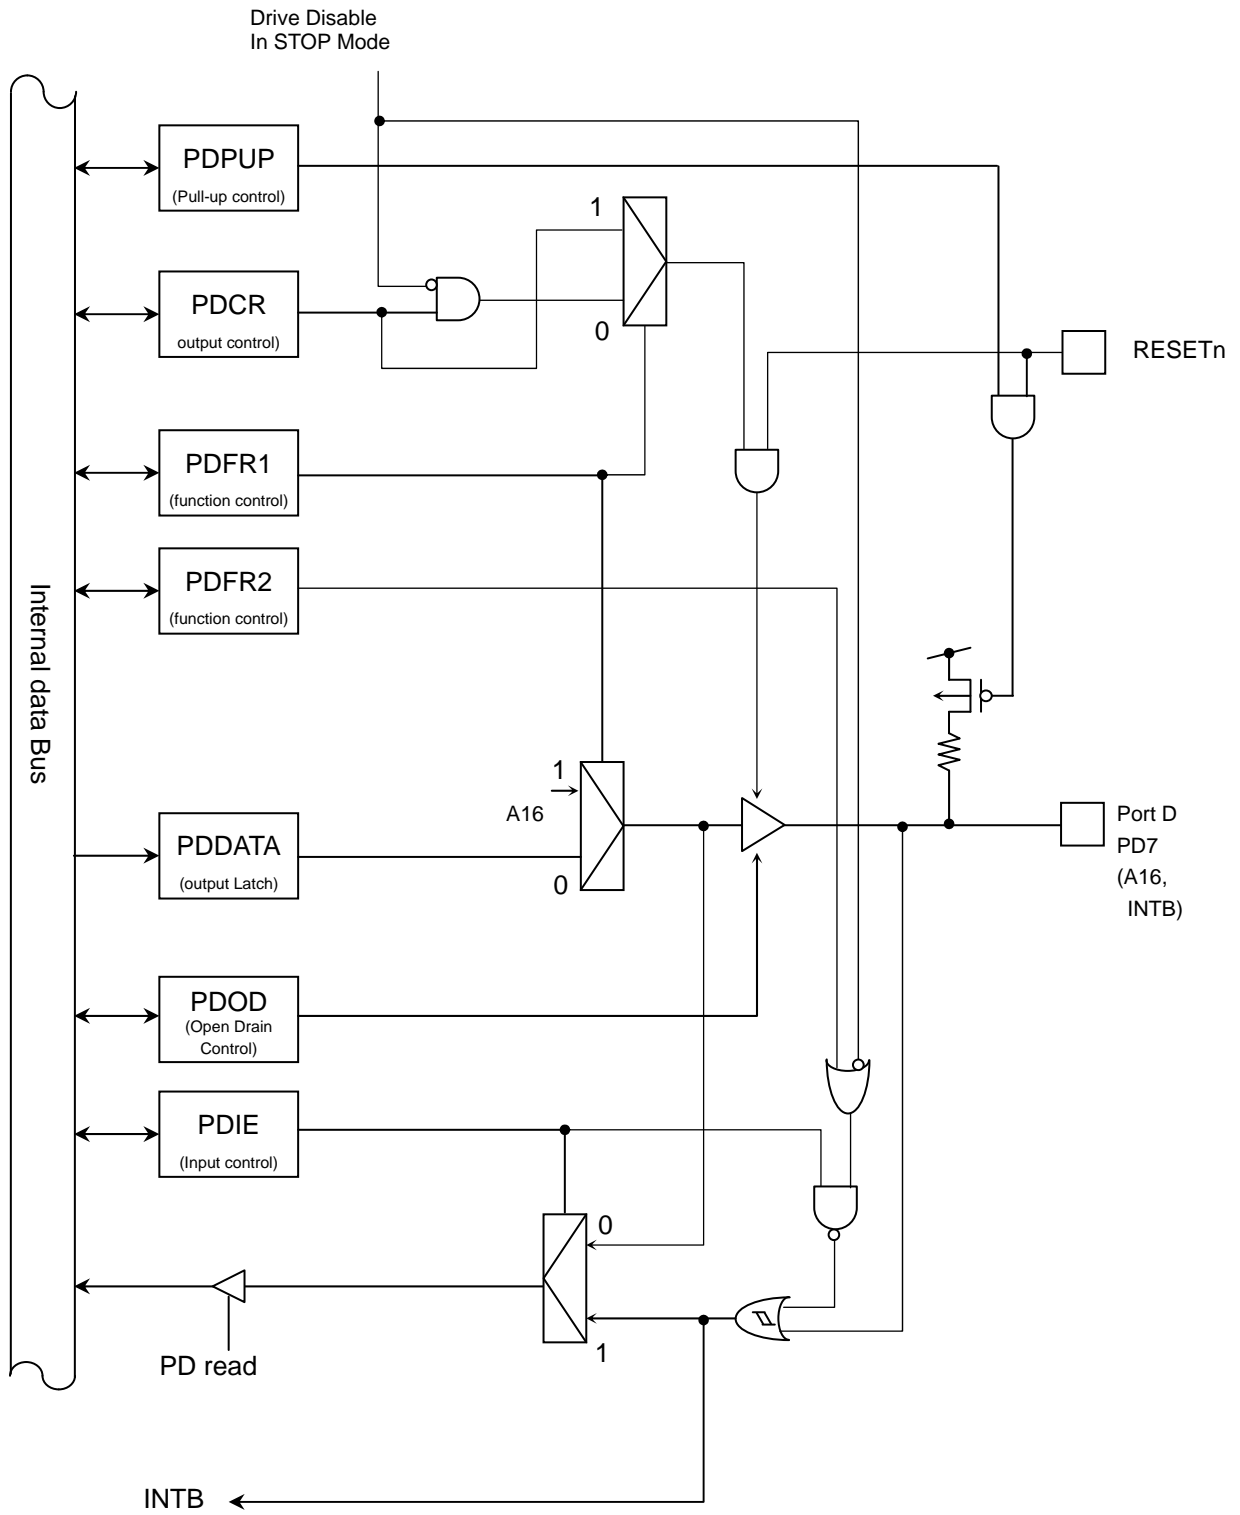 Drive Disable
In STOP Mode
PDPUP
(Pull-up control)
1
PDCR
output control)
0
RESETn
PDFR1
(function control)
PDFR2
(function control)
Internal data Bus
1
A16
PDDATA
(output Latch)
0
Port D
PD7
(A16,
INTB)
PDOD
(Open Drain
Control)
PDIE
(Input control)
0
1
PD read
INTB